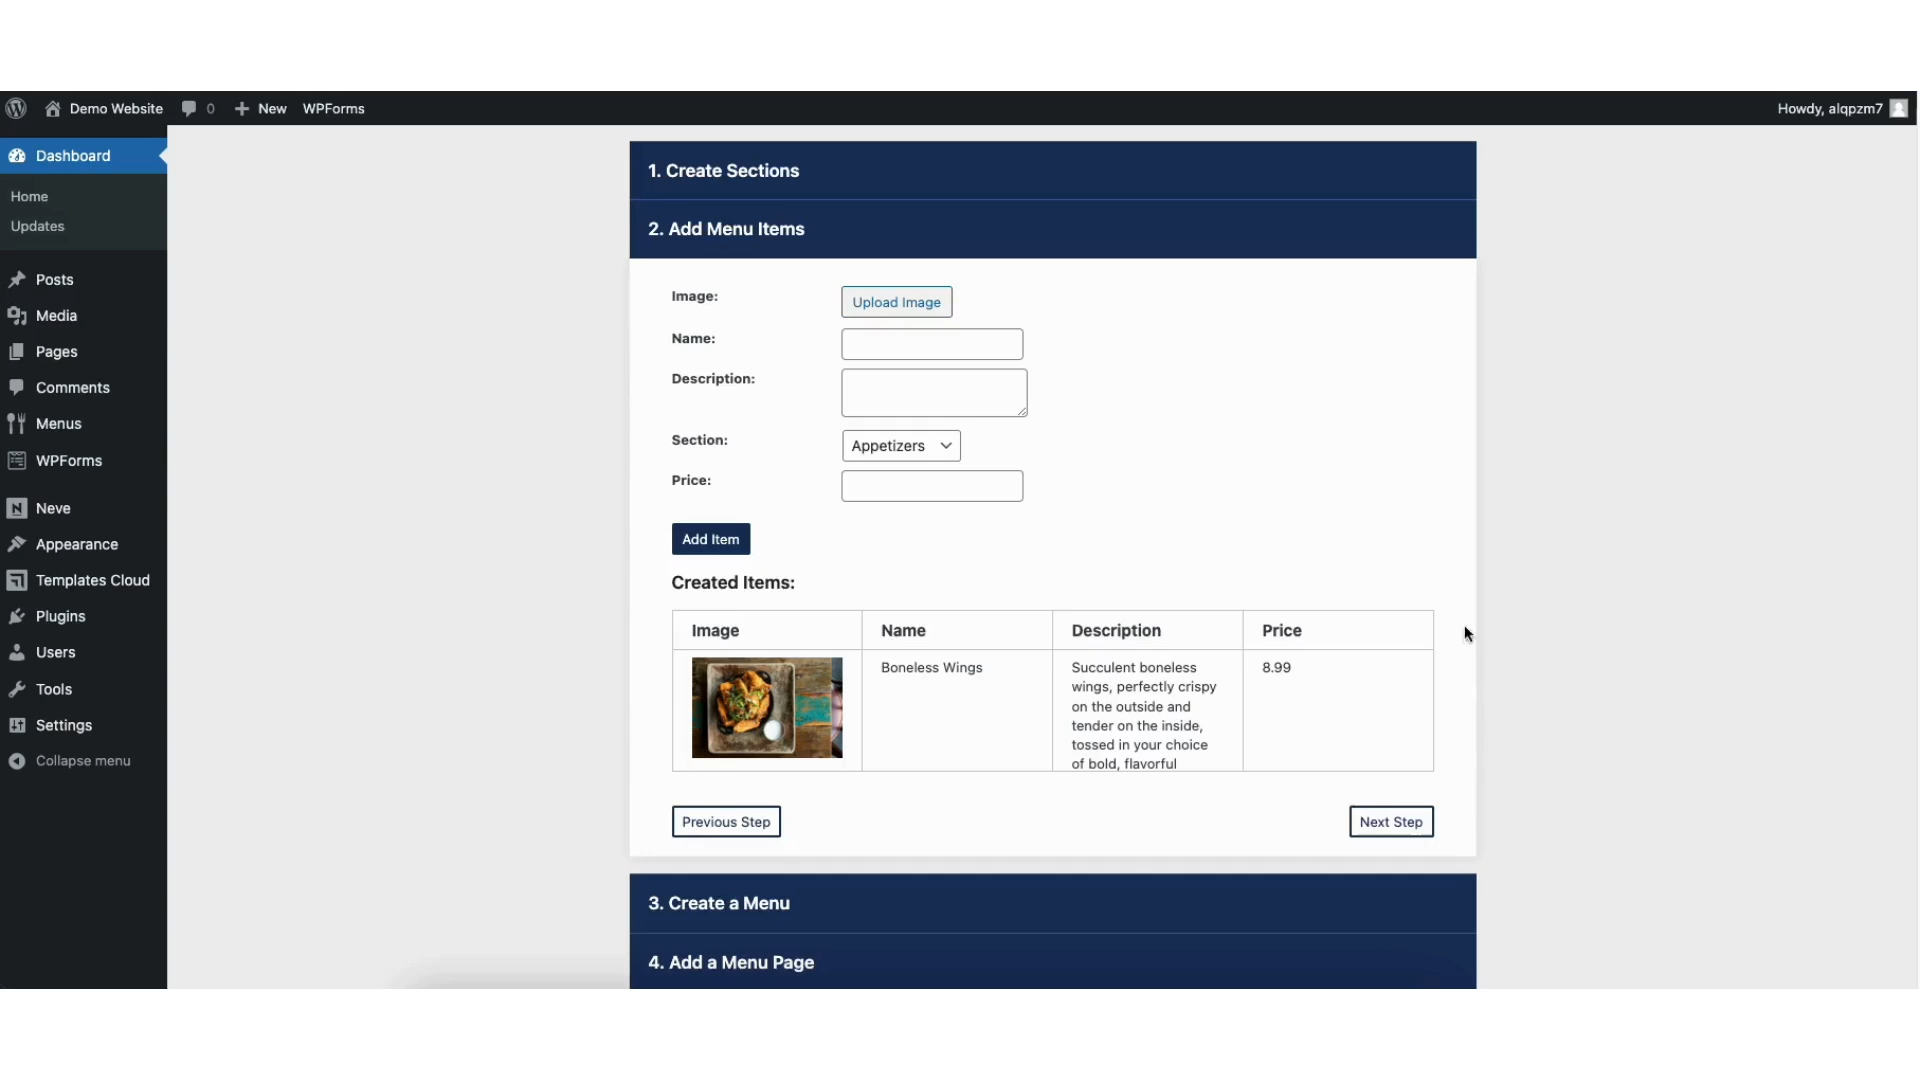 Demo Website 0 New WPForms Howdy, alqpzm7
Dashboard
Home
Updates
Posts
Media
Pages
Comments
Menus
WPForms
Neve
Appearance
Templates Cloud
Plugins
Users
Tools
Settings
Collapse menu
1. Create Sections
2. Add Menu Items
Image: Upload Image
Name:
Description:
Section: Appetizers
Price:
Add Item
Created Items:
Image Name Description Price
Boneless Wings Succulent boneless 8.99
wings, perfectly crispy
on the outside and
tender on the inside,
tossed in your choice
of bold, flavorful
Previous Step Next Step
3. Create a Menu
4. Add a Menu Page